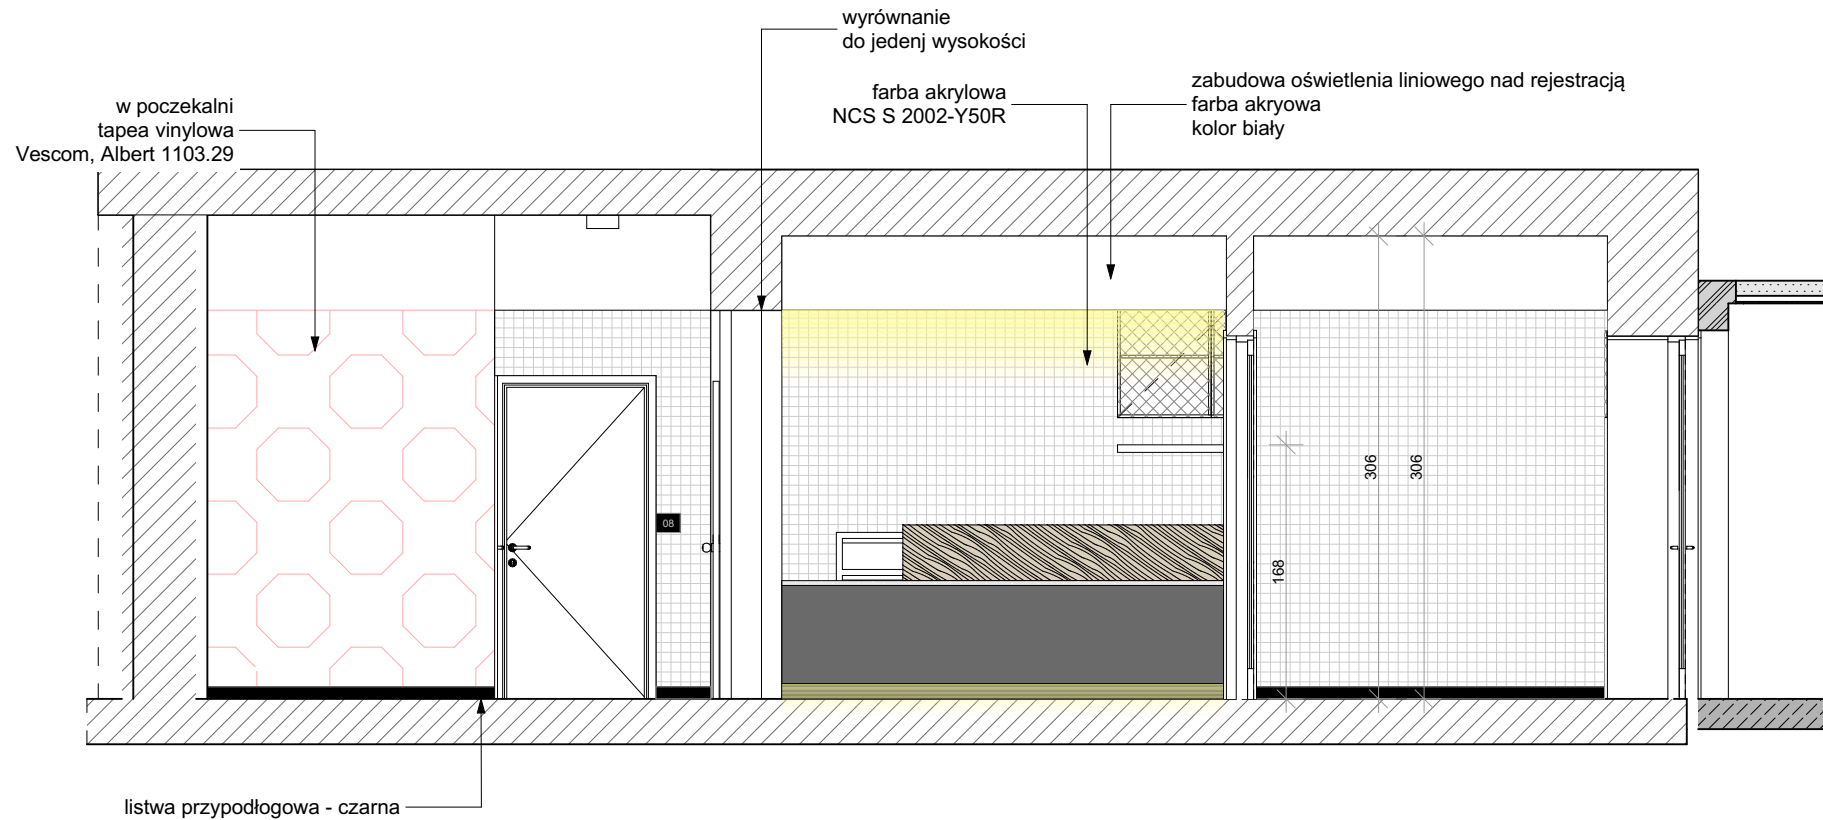 wyrównanie
do jedenj wysokości
farba akrylowa
NCS S 2002-Y50R
zabudowa oświetlenia liniowego nad rejestracją
farba akryowa
kolor biały
w poczekalni
tapea vinylowa
Vescom, Albert 1103.29
306
306
08
168
listwa przypodłogowa - czarna